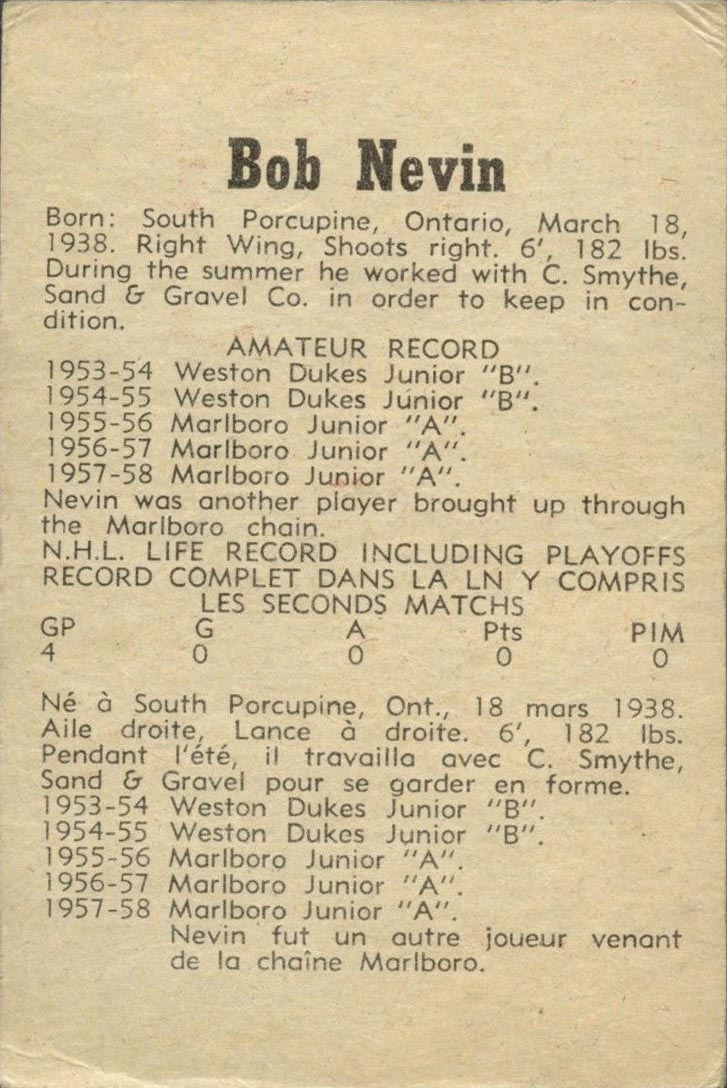 Bob Nevin
Born: South Porcupine, Ontario, March 18,
1938. Right Wing, Shoots right. 6', 182 lbs.
During the summer he worked with C. Smythe,
Sand & Gravel Co. in order to keep in con-
dition.
AMATEUR RECORD
1953-54 Weston Dukes Junior "B".
1954-55 Weston Dukes Junior "B".
1955-56 Marlboro Junior "A".
1956-57 Marlboro Junior "A".
1957-58 Marlboro Junior "A".
Nevin was another player brought up through
the Marlboro chain.
N.H.L. LIFE RECORD INCLUDING PLAYOFFS
RECORD COMPLET DANS LA LN Y COMPRIS
LES SECONDS MATCHS
GP G A Pts PIM
4 0 0 0 0
Né à South Porcupine, Ont., 18 mars 1938.
Aile droite, Lance à droite. 6', 182 lbs.
Pendant l'été, il travailla avec C. Smythe,
Sand & Gravel pour se garder en forme.
1953-54 Weston Dukes Junior "B".
1954-55 Weston Dukes Junior "B".
1955-56 Marlboro Junior "A".
1956-57 Marlboro Junior "A".
1957-58 Marlboro Junior "A".
Nevin fut un autre joueur venant
de la chaîne Marlboro.